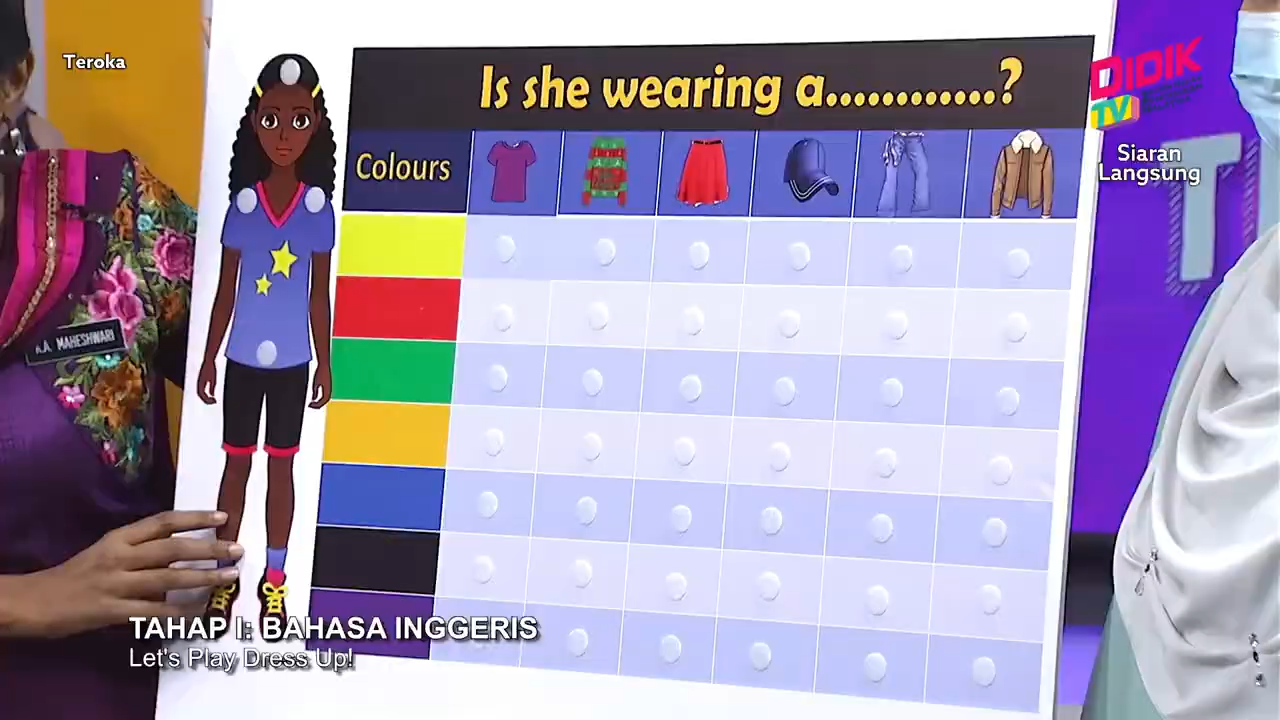 Teroka
Is she wearing a............?
Colours
DIDIK
TV
Siaran
Langsung
A.A. MAHESHWARI
TAHAP I: BAHASA INGGERIS
Let's Play Dress Up!